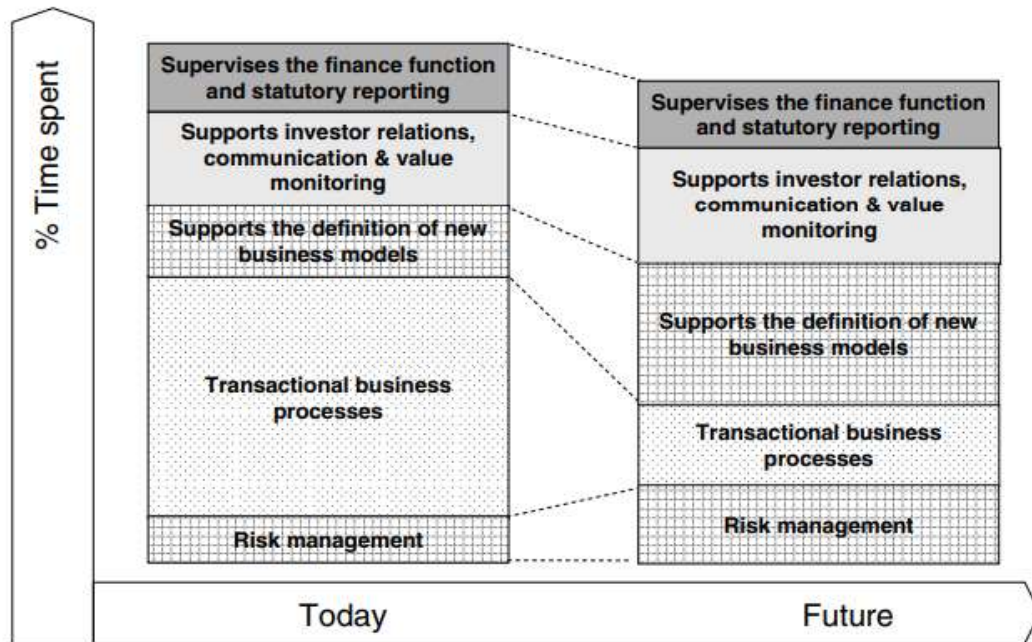 % Time spent
Supervises the finance function
and statutory reporting
Supports investor relations,
communication & value
monitoring
Supports the definition of new
business models
Transactional business
processes
Risk management
Supervises the finance function
and statutory reporting
Supports investor relations,
communication & value
monitoring
Supports the definition of new
business models
Transactional business
processes
Risk management
Today
Future